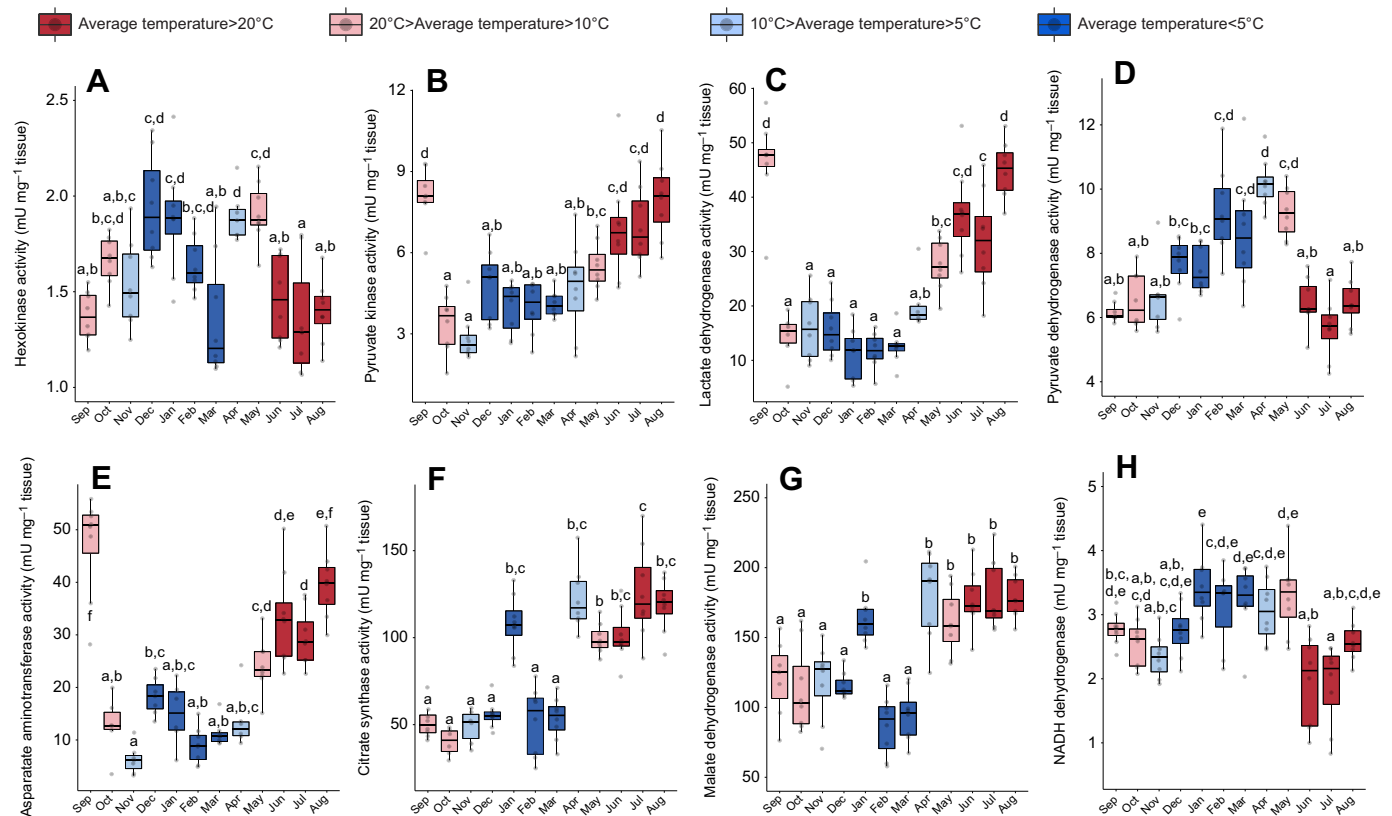 Average temperature>20°C 20°C>Average temperature>10°C 10°C>Average temperature>5°C Average temperature<5°C
A
Hexokinase activity (mU mg–1 tissue)
2.5
2.0
1.5
1.0
a,b b,c,d a,b,c c,d c,d b,c,d a,b d c,d a,b a a,b
Sep Oct Nov Dec Jan Feb Mar Apr May Jun Jul Aug
B
Pyruvate kinase activity (mU mg–1 tissue)
12
9
6
3
d a a a,b a,b a,b a,b a,b b,c c,d c,d d
Sep Oct Nov Dec Jan Feb Mar Apr May Jun Jul Aug
C
Lactate dehydrogenase activity (mU mg–1 tissue)
60
50
40
30
20
10
d a a a a a a a,b b,c c,d c d
Sep Oct Nov Dec Jan Feb Mar Apr May Jun Jul Aug
D
Pyruvate dehydrogenase activity (mU mg–1 tissue)
12
10
8
6
4
a,b a,b a,b b,c b,c c,d c,d d c,d a,b a a,b
Sep Oct Nov Dec Jan Feb Mar Apr May Jun Jul Aug
E
Asparatate aminotransferase activity (mU mg–1 tissue)
50
40
30
20
10
f a,b a b,c a,b,c a,b a,b a,b,c c,d d,e d e,f
Sep Oct Nov Dec Jan Feb Mar Apr May Jun Jul Aug
F
Citrate synthase activity (mU mg–1 tissue)
150
100
50
a a a a b,c a a b,c b b,c c b,c
Sep Oct Nov Dec Jan Feb Mar Apr May Jun Jul Aug
G
Malate dehydrogenase activity (mU mg–1 tissue)
250
200
150
100
50
a a a a b a a b b b b b
Sep Oct Nov Dec Jan Feb Mar Apr May Jun Jul Aug
H
NADH dehydrogenase (mU mg–1 tissue)
5
4
3
2
1
b,c, d,e a,b, c,d a,b,c a,b, c,d,e e c,d,e d,e c,d,e d,e a,b a a,b,c,d,e
Sep Oct Nov Dec Jan Feb Mar Apr May Jun Jul Aug